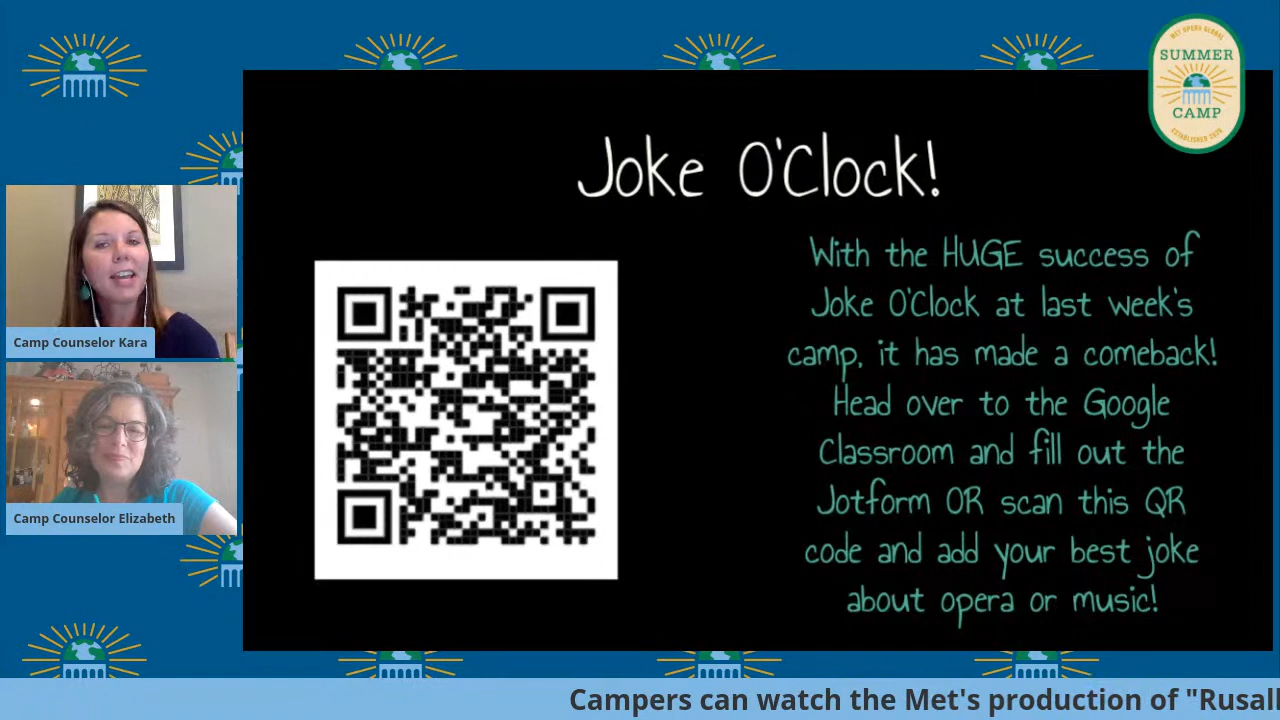 MET OPERA GLOBAL
SUMMER
CAMP
Joke O'Clock!
With the HUGE success of
Joke O'Clock at last week's
camp, it has made a comeback!
Head over to the Google
Classroom and fill out the
Jotform OR scan this QR
code and add your best joke
about opera or music!
Camp Counselor Kara
Camp Counselor Elizabeth
Campers can watch the Met's production of "Rusal